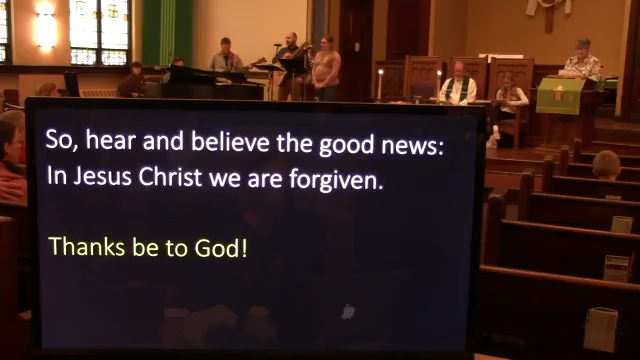 So, hear and believe the good news:
In Jesus Christ we are forgiven.
Thanks be to God!